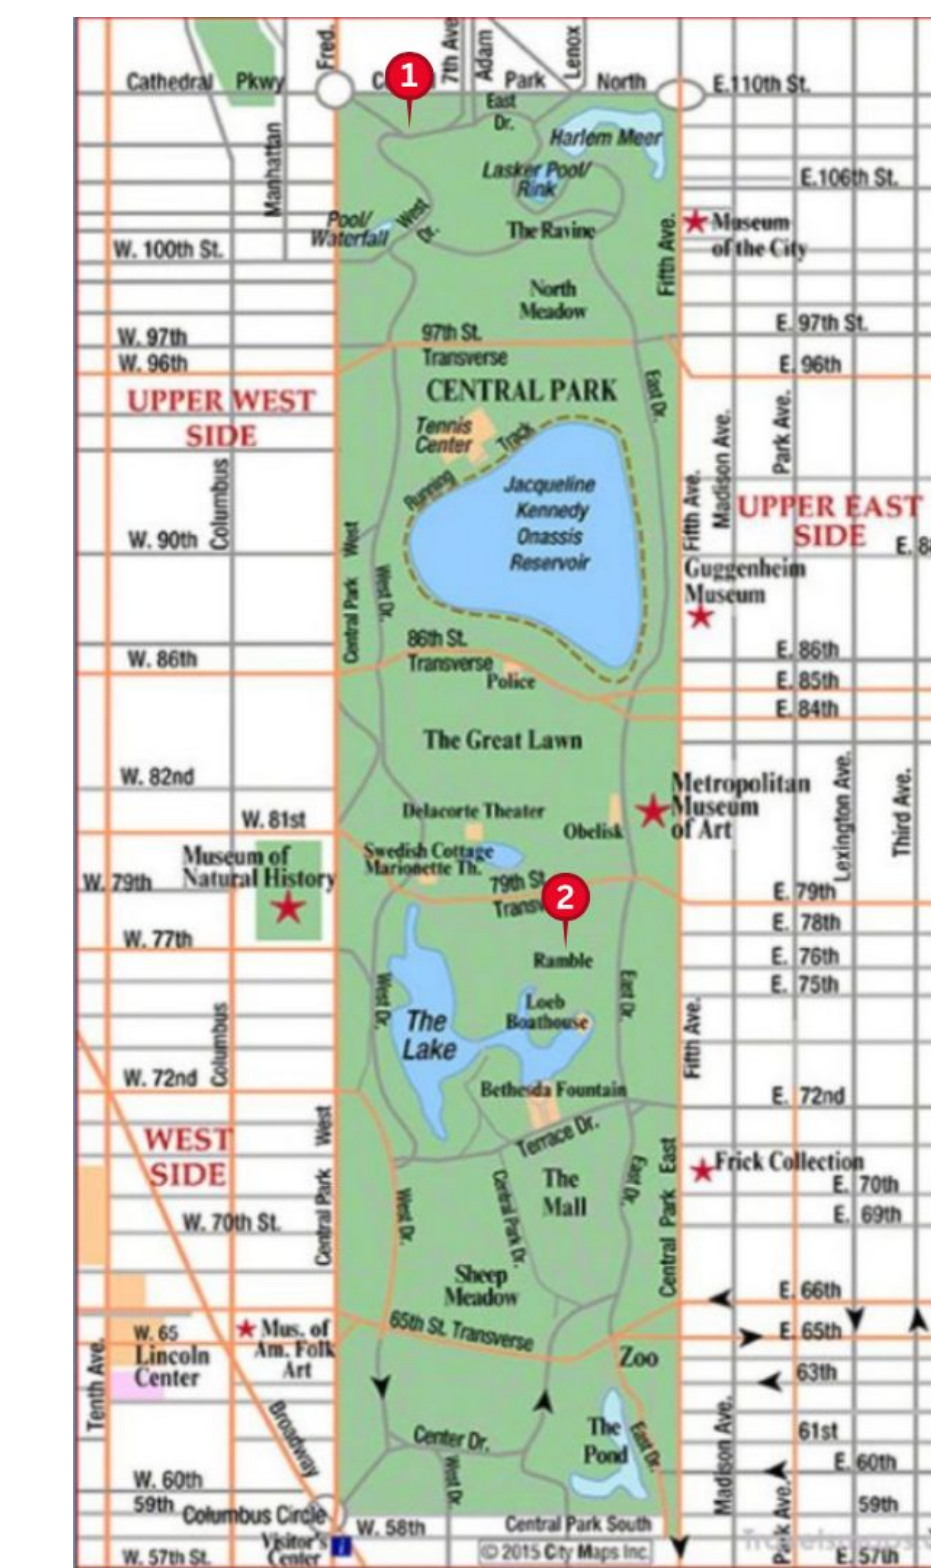 Fred.
7th Ave
Adam
Lenox
Cathedral Pkwy
1
Park
North
E.110th St.
East
Dr.
Harlem Meer
Manhattan
Lasker Pool/
Rink
E.106th St.
Pool/
Waterfall
West
Dr.
The Ravine
Fifth Ave.
Museum
of the City
W. 100th St.
North
Meadow
W. 97th
97th St.
E. 97th St.
W. 96th
Transverse
E. 96th
UPPER WEST
SIDE
CENTRAL PARK
East Dr.
Tennis
Center
Running
Track
Madison Ave.
Park Ave.
Columbus
Jacqueline
Kennedy
Onassis
Reservoir
Fifth Ave.
UPPER EAST
SIDE
W. 90th
Central Park West
West Dr.
Guggenheim
Museum
W. 86th
86th St.
Transverse
Police
E. 86th
E. 85th
E. 84th
The Great Lawn
W. 82nd
Metropolitan
Museum
of Art
Lexington Ave.
Third Ave.
W. 81st
Delacorte Theater
Obelisk
Museum of
Natural History
Swedish Cottage
Marionette Th.
W. 79th
79th St.
2
E. 79th
E. 78th
W. 77th
Ramble
E. 76th
E. 75th
Columbus
West Dr.
The
Lake
Loeb
Boathouse
East Dr.
Fifth Ave.
W. 72nd
Bethesda Fountain
E. 72nd
WEST
SIDE
Central Park West
Terrace Dr.
The
Mall
Central Park Dr.
East Dr.
Central Park East
Frick Collection
E. 70th
E. 69th
W. 70th St.
West Dr.
Sheep
Meadow
E. 66th
W. 65
Mus. of
Am. Folk
Art
65th St. Transverse
E. 65th
Lincoln
Center
Zoo
63th
Tenth Ave.
Broadway
Center Dr.
West Dr.
The
Pond
East Dr.
Madison Ave.
61st
E. 60th
W. 60th
59th
Columbus Circle
Park Ave.
59th
Visitor's
Center
i
W. 58th
Central Park South
W. 57th St.
© 2015 City Maps Inc.
E. 57th